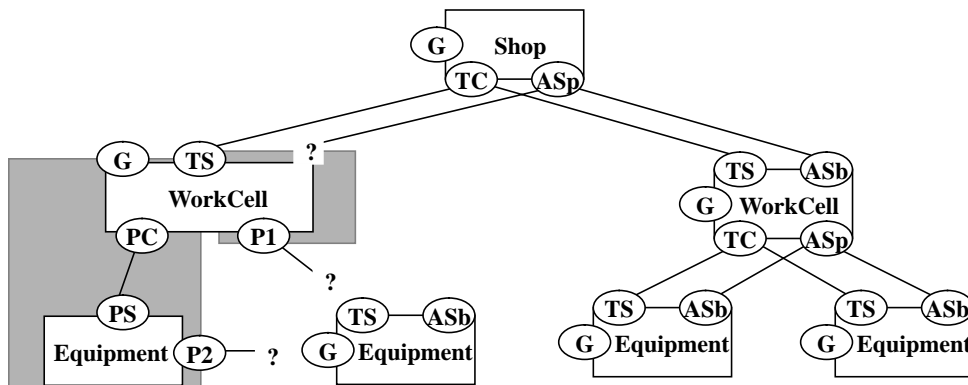 G Shop
TC ASp
G TS ?
WorkCell
PC P1
?
PS
Equipment P2 ?
TS ASb
G Equipment
TS ASb
G WorkCell
TC ASp
TS ASb
G Equipment
TS ASb
G Equipment